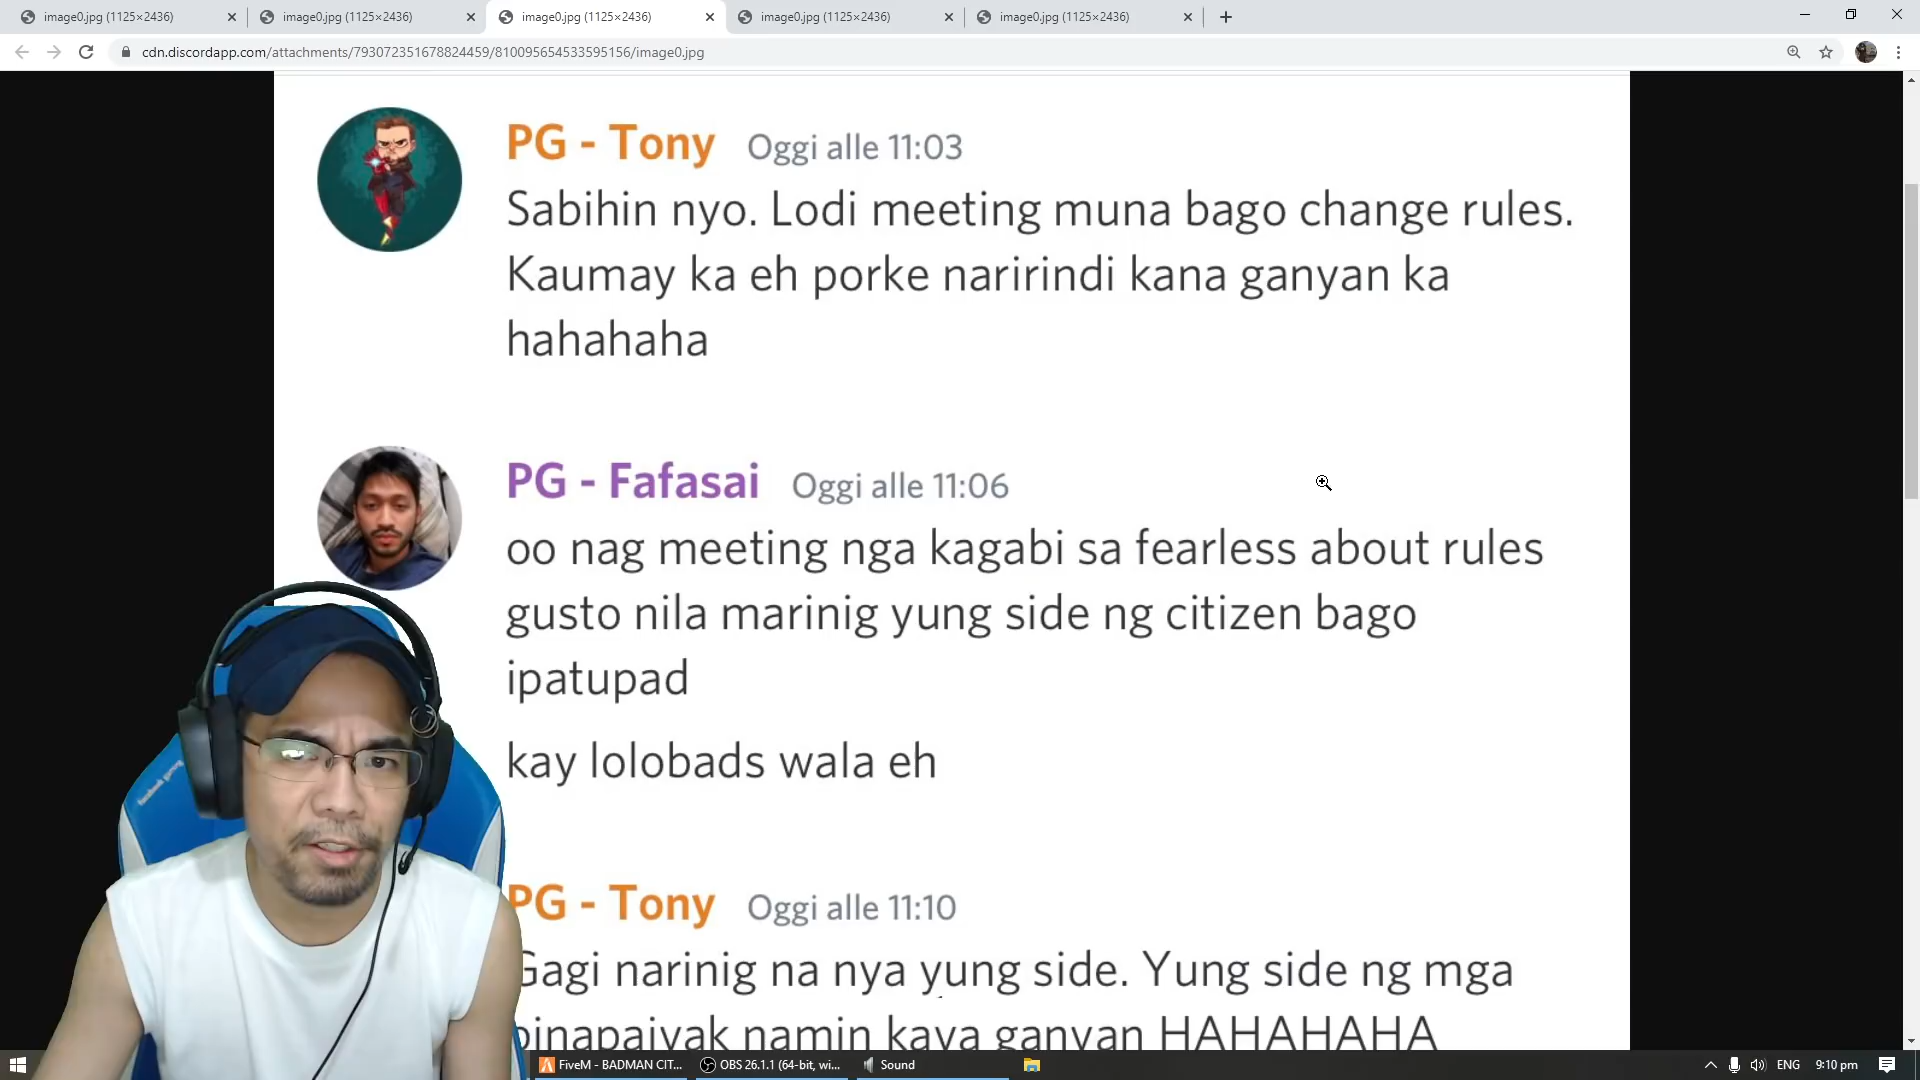 image0.jpg (1125×2436)
image0.jpg (1125×2436)
image0.jpg (1125×2436)
image0.jpg (1125×2436)
image0.jpg (1125×2436)
cdn.discordapp.com/attachments/793072351678824459/810095654533595156/image0.jpg
PG - Tony Oggi alle 11:03
Sabihin nyo. Lodi meeting muna bago change rules.
Kaumay ka eh porke naririndi kana ganyan ka
hahahaha
PG - Fafasai Oggi alle 11:06
oo nag meeting nga kagabi sa fearless about rules
gusto nila marinig yung side ng citizen bago
ipatupad
kay lolobads wala eh
PG - Tony Oggi alle 11:10
Gagi narinig na nya yung side. Yung side ng mga
pinapaiyak namin kaya ganyan HAHAHAHA
FiveM - BADMAN CIT...
OBS 26.1.1 (64-bit, wi...
Sound
ENG
9:10 pm